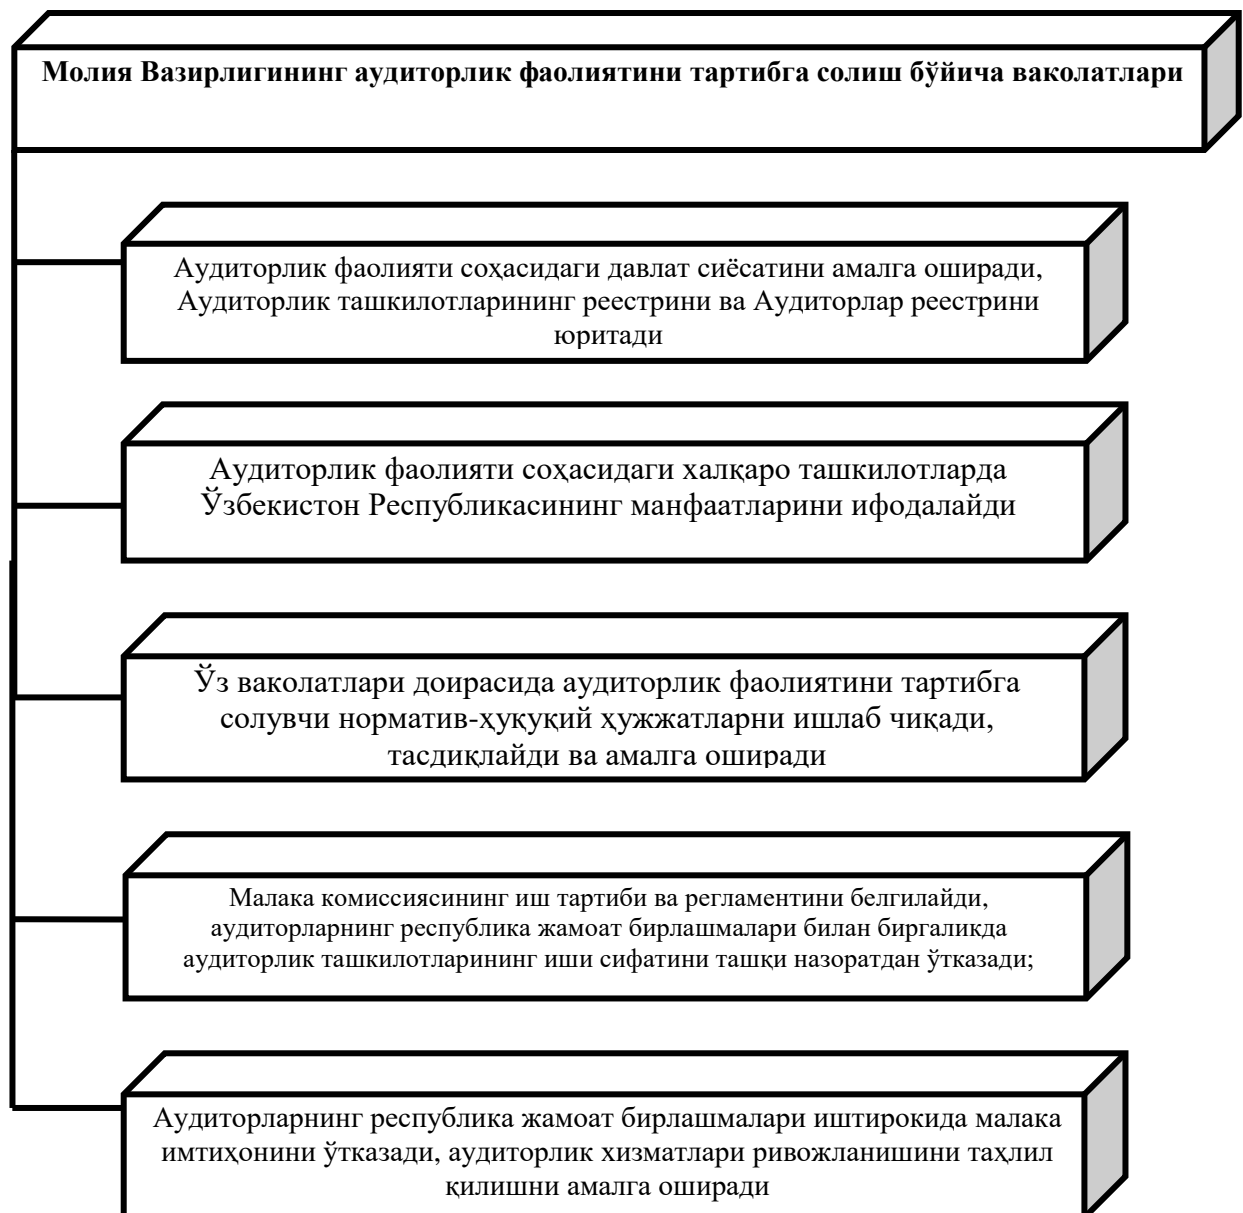 Молия Вазирлигининг аудиторлик фаолиятини тартибга солиш бўйича ваколатлари
Аудиторлик фаолияти соҳасидаги давлат сиёсатини амалга оширади,
Аудиторлик ташкилотларининг реестрини ва Аудиторлар реестрини
юритади
Аудиторлик фаолияти соҳасидаги халқаро ташкилотларда
Ўзбекистон Республикасининг манфаатларини ифодалайди
Ўз ваколатлари доирасида аудиторлик фаолиятини тартибга
солувчи норматив-ҳуқуқий ҳужжатларни ишлаб чиқади,
тасдиқлайди ва амалга оширади
Малака комиссиясининг иш тартиби ва регламентини белгилайди,
аудиторларнинг республика жамоат бирлашмалари билан биргаликда
аудиторлик ташкилотларининг иши сифатини ташқи назоратдан ўтказади;
Аудиторларнинг республика жамоат бирлашмалари иштирокида малака
имтиҳонини ўтказади, аудиторлик хизматлари ривожланишини таҳлил
қилишни амалга оширади